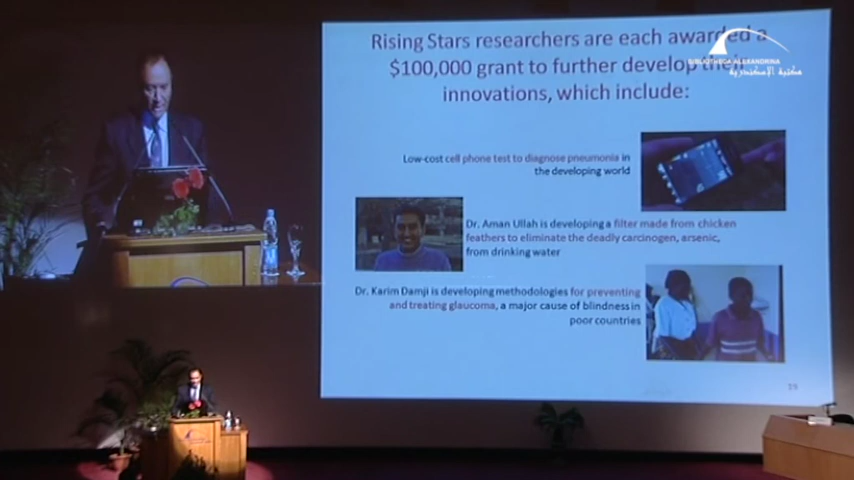 Rising Stars researchers are each awarded a
$100,000 grant to further develop their
innovations, which include:
BIBLIOTHECA ALEXANDRINA
مكتبة الإسكندرية
Low-cost cell phone test to diagnose pneumonia in
the developing world
Dr. Aman Ullah is developing a filter made from chicken
feathers to eliminate the deadly carcinogen, arsenic,
from drinking water
Dr. Karim Damji is developing methodologies for preventing
and treating glaucoma, a major cause of blindness in
poor countries
19